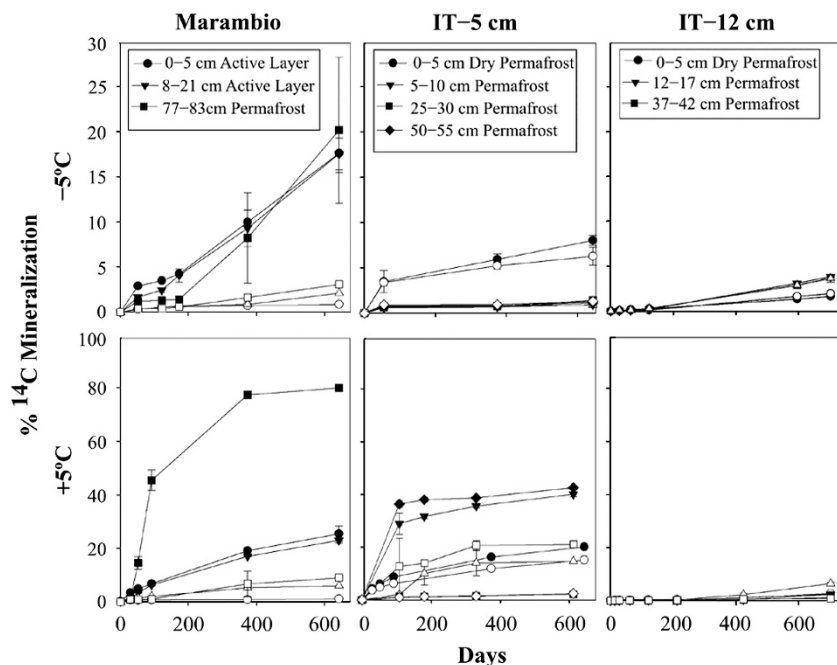 Marambio
IT−5 cm
IT−12 cm
0−5 cm Active Layer
8−21 cm Active Layer
77−83cm Permafrost
0−5 cm Dry Permafrost
5−10 cm Permafrost
25−30 cm Permafrost
50−55 cm Permafrost
0−5 cm Dry Permafrost
12−17 cm Permafrost
37−42 cm Permafrost
30
25
20
15
10
5
0
−5ºC
% ¹⁴C Mineralization
100
80
60
40
20
0
+5ºC
0 200 400 600
0 200 400 600
0 200 400 600
Days